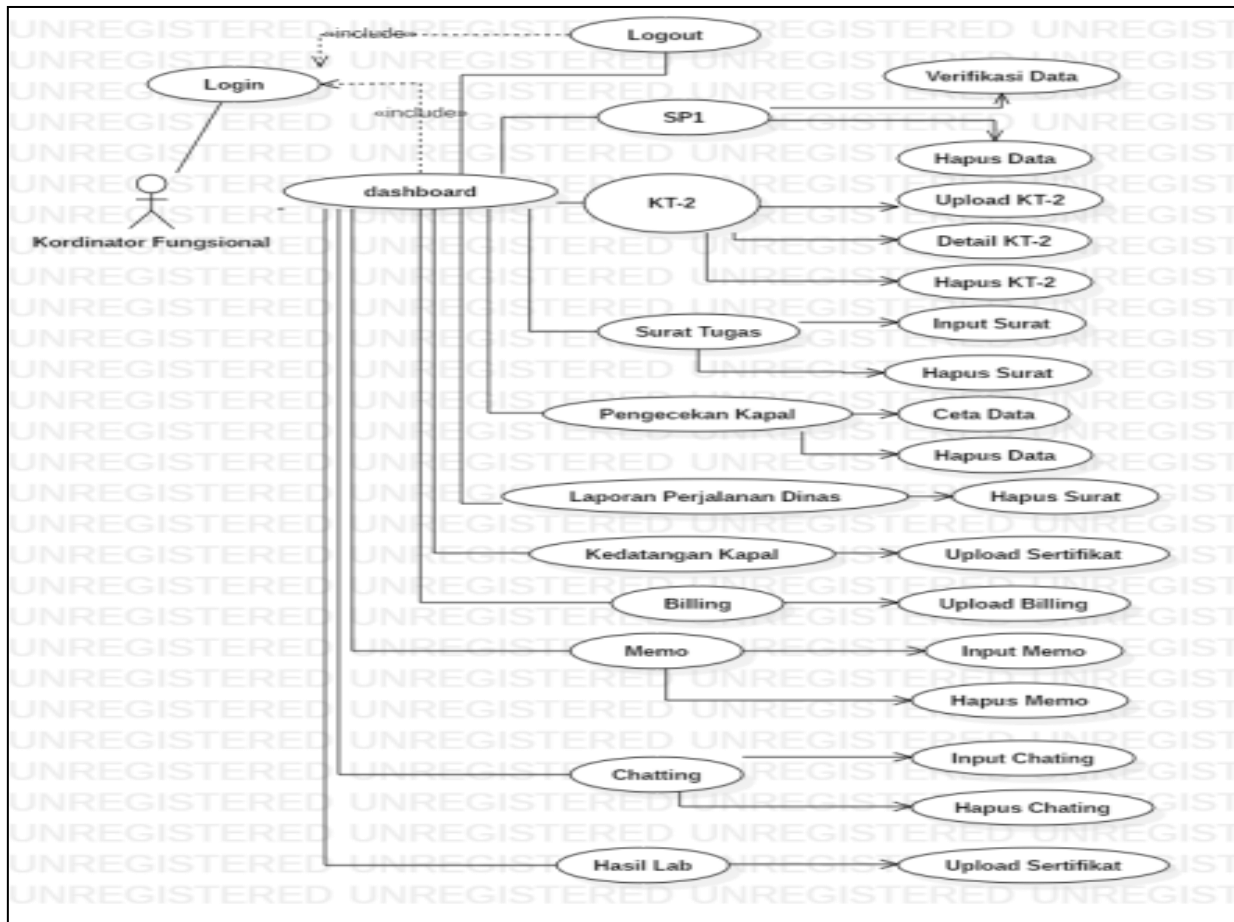 Logout
«include»
Login
Verifikasi Data
SP1
«include»
Hapus Data
dashboard
KT-2
Upload KT-2
Kordinator Fungsional
Detail KT-2
Hapus KT-2
Surat Tugas
Input Surat
Hapus Surat
Pengecekan Kapal
Ceta Data
Hapus Data
Laporan Perjalanan Dinas
Hapus Surat
Kedatangan Kapal
Upload Sertifikat
Billing
Upload Billing
Memo
Input Memo
Hapus Memo
Chatting
Input Chating
Hapus Chating
Hasil Lab
Upload Sertifikat
UNREGISTERED